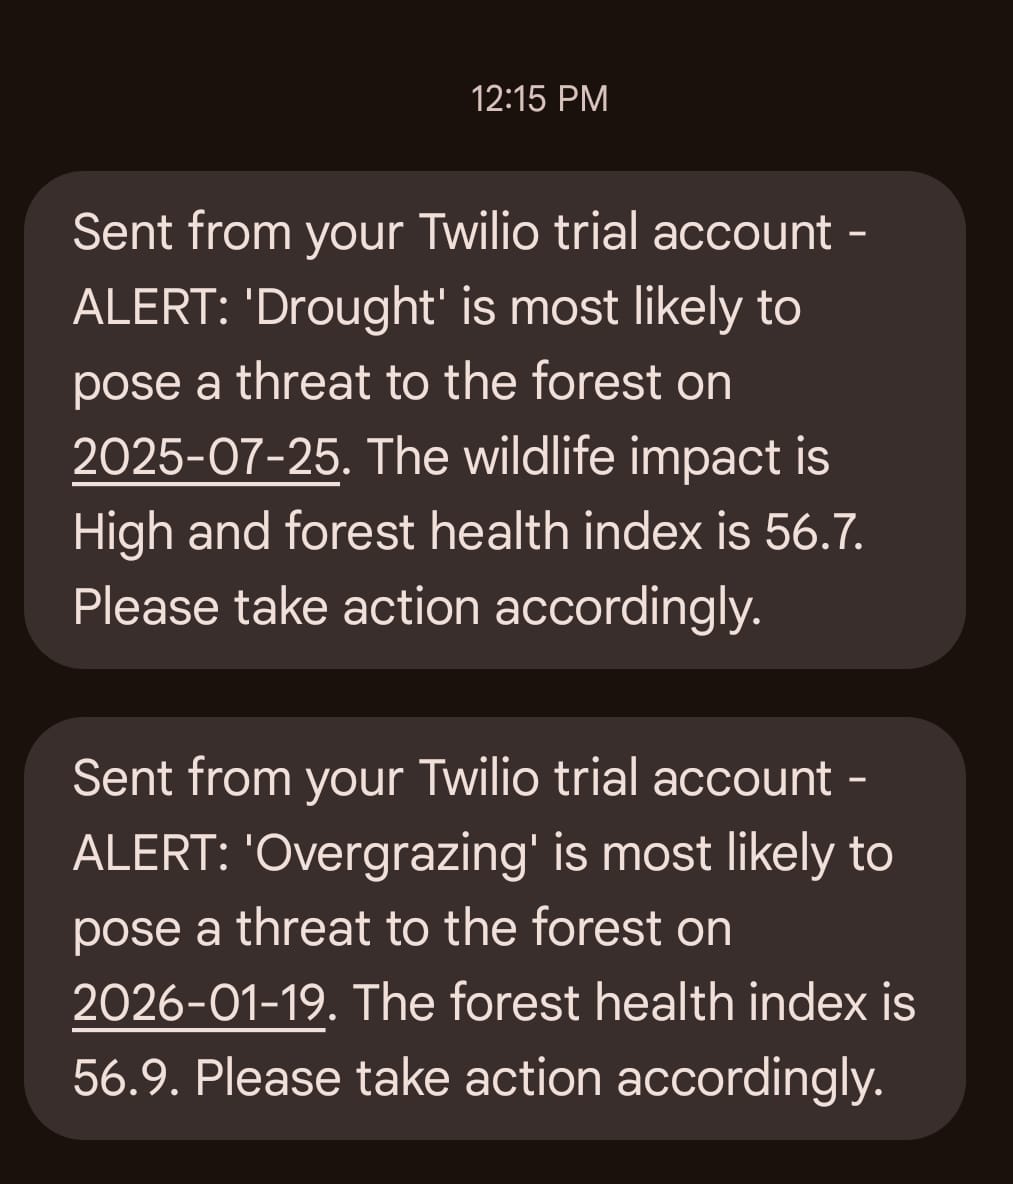 12:15 PM
Sent from your Twilio trial account -
ALERT: 'Drought' is most likely to
pose a threat to the forest on
2025-07-25. The wildlife impact is
High and forest health index is 56.7.
Please take action accordingly.
Sent from your Twilio trial account -
ALERT: 'Overgrazing' is most likely to
pose a threat to the forest on
2026-01-19. The forest health index is
56.9. Please take action accordingly.